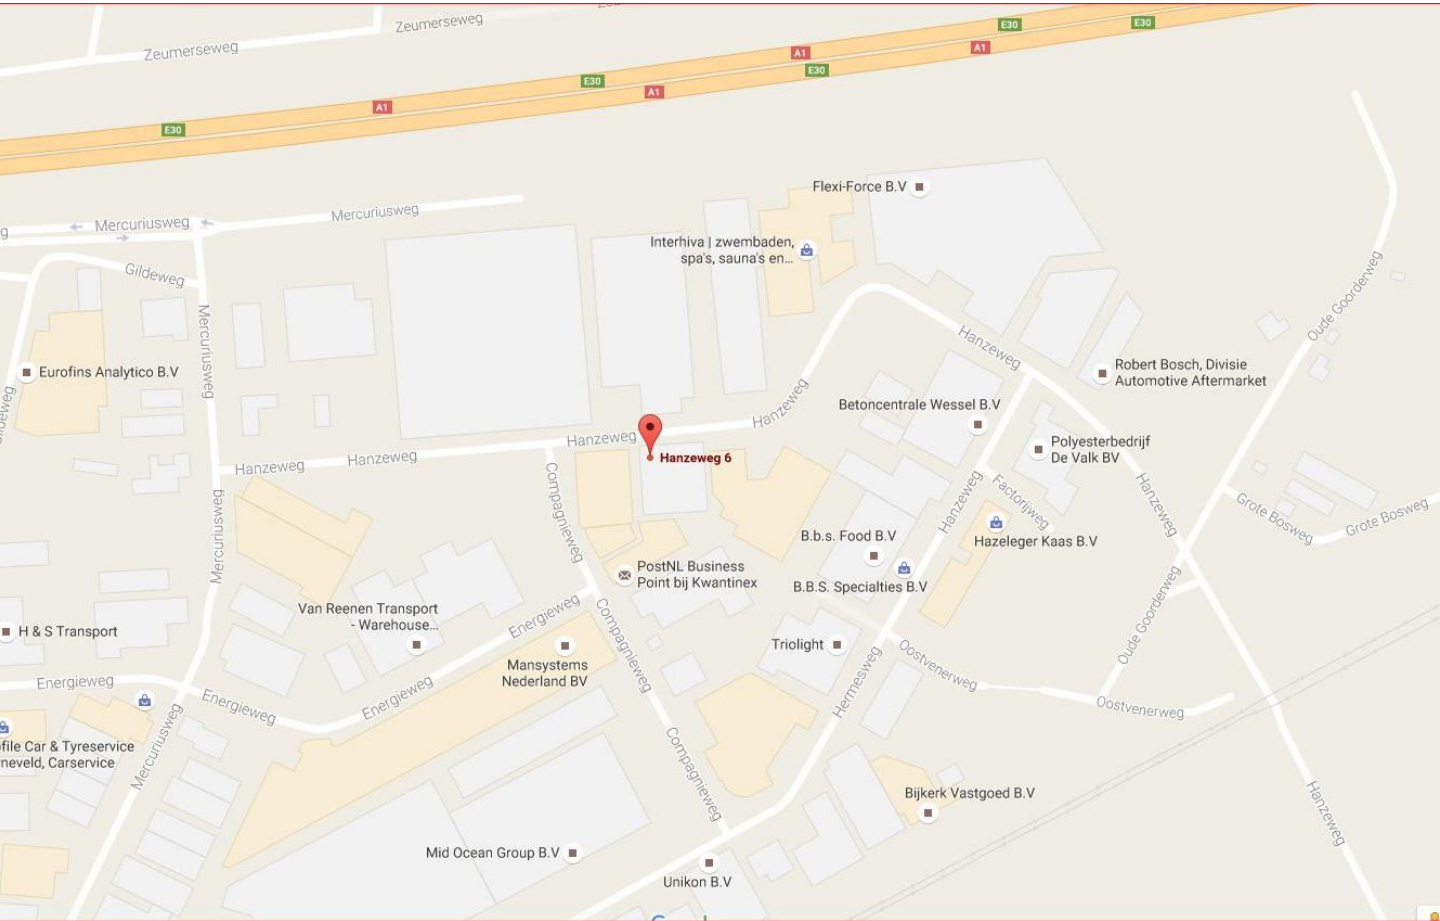 Zeumerseweg
Zeumerseweg
E30
E30
A1
A1
E30
A1
E30
A1
E30
Mercuriusweg
Mercuriusweg
Flexi-Force B.V
Interhiva | zwembaden,
spa's, sauna's en...
Gildeweg
Mercuriusweg
Oude Goorderweg
Hanzeweg
Eurofins Analytico B.V
Robert Bosch, Divisie
Automotive Aftermarket
Betoncentrale Wessel B.V
Hanzeweg
Hanzeweg
Hanzeweg 6
Polyesterbedrijf
De Valk BV
Hanzeweg
Hanzeweg
Compagnieweg
Mercuriusweg
Hanzeweg
Factorijweg
Hanzeweg
Grote Bosweg
Grote Bosweg
B.b.s. Food B.V
Hazeleger Kaas B.V
B.B.S. Specialties B.V
PostNL Business
Point bij Kwantinex
Van Reenen Transport
- Warehouse...
Energieweg
Compagnieweg
H & S Transport
Triolight
Oude Goorderweg
Mansystems
Nederland BV
Oostvenerweg
Oostvenerweg
Hermesweg
Energieweg
Energieweg
Energieweg
Mercuriusweg
file Car & Tyreservice
neveld, Carservice
Compagnieweg
Bijkerk Vastgoed B.V
Hanzeweg
Mid Ocean Group B.V
Unikon B.V